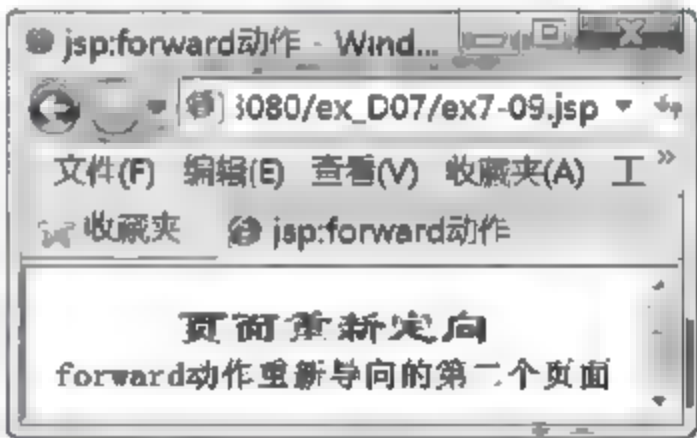 jsp:forward动作 - Wind...
8080/ex_D07/ex7-09.jsp
文件(F) 编辑(E) 查看(V) 收藏夹(A) 工 »
收藏夹 jsp:forward动作
页面重新定向
forward动作重新导向的第二个页面